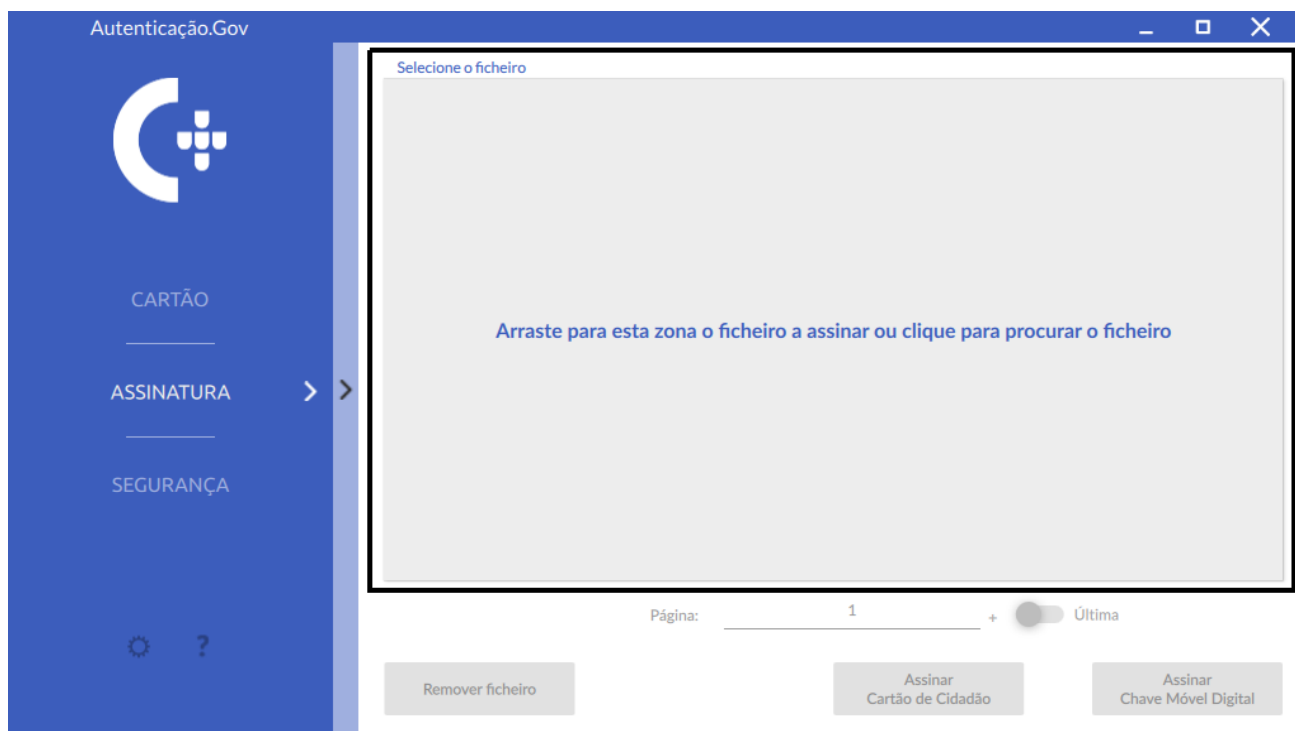 Autenticação.Gov
CARTÃO
ASSINATURA
SEGURANÇA
?
Selecione o ficheiro
Arraste para esta zona o ficheiro a assinar ou clique para procurar o ficheiro
Página:
1
+
Última
Remover ficheiro
Assinar
Cartão de Cidadão
Assinar
Chave Móvel Digital